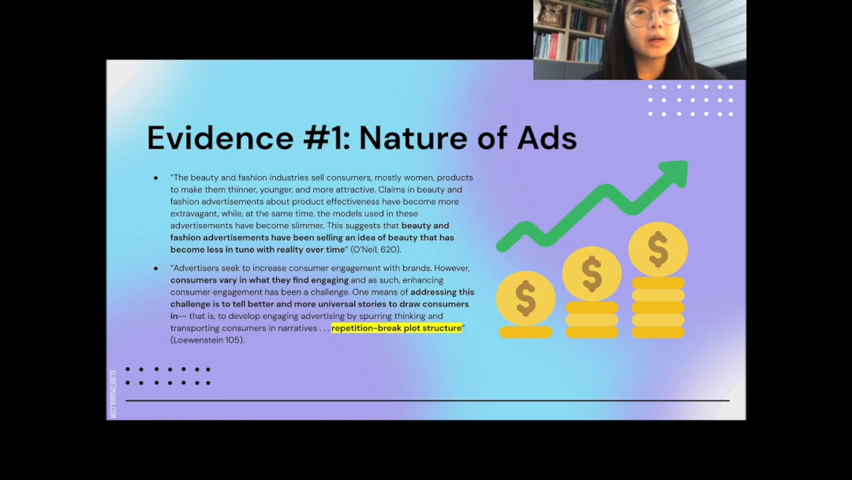 Evidence #1: Nature of Ads
● “The beauty and fashion industries sell consumers, mostly women, products
to make them thinner, younger, and more attractive. Claims in beauty and
fashion advertisements about product effectiveness have become more
extravagant, while, at the same time, the models used in these
advertisements have become slimmer. This suggests that beauty and
fashion advertisements have been selling an idea of beauty that has
become less in tune with reality over time” (O’Neil, 620).
● “Advertisers seek to increase consumer engagement with brands. However,
consumers vary in what they find engaging and as such, enhancing
consumer engagement has been a challenge. One means of addressing this
challenge is to tell better and more universal stories to draw consumers
in-- that is, to develop engaging advertising by spurring thinking and
transporting consumers in narratives . . . repetition-break plot structure”
(Loewenstein 105).
$ $ $
SLIDESMANIA.COM